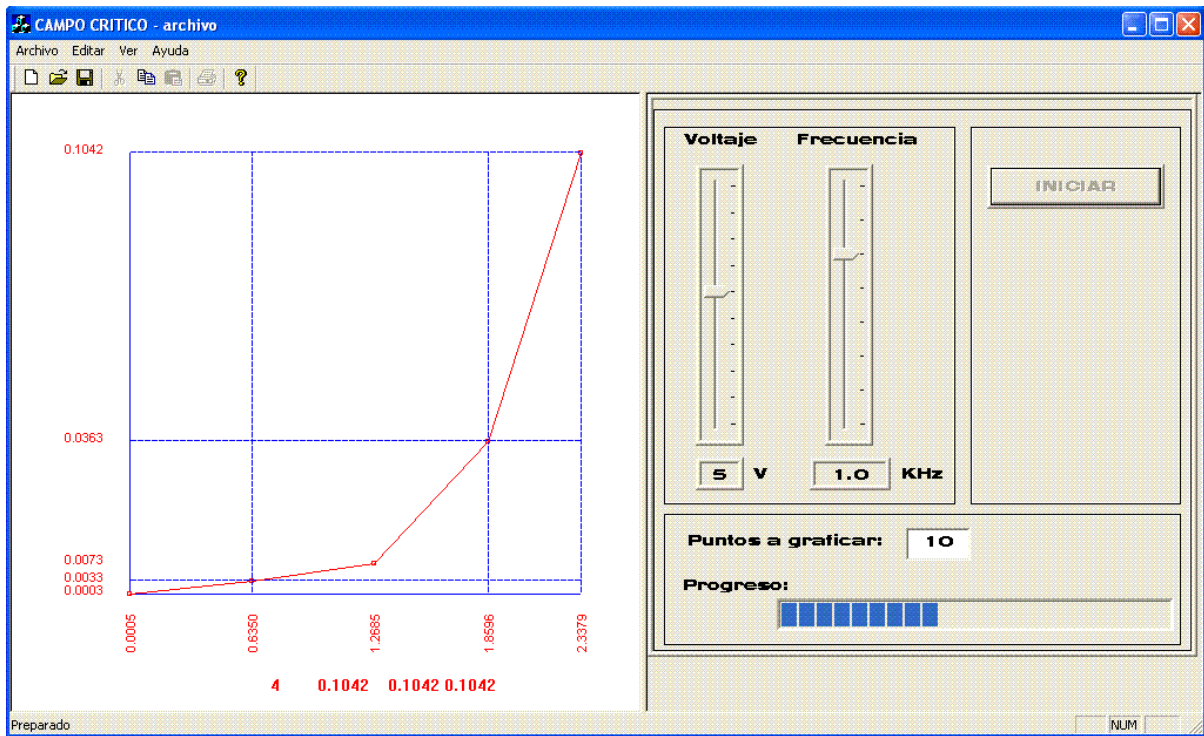 CAMPO CRITICO - archivo
Archivo Editar Ver Ayuda
0.1042
0.0363
0.0073
0.0033
0.0003
0.0005
0.6350
1.2685
1.8596
2.3379
4 0.1042 0.1042 0.1042
Voltaje Frecuencia
5 V 1.0 KHz
INICIAR
Puntos a graficar: 10
Progreso:
Preparado
NUM